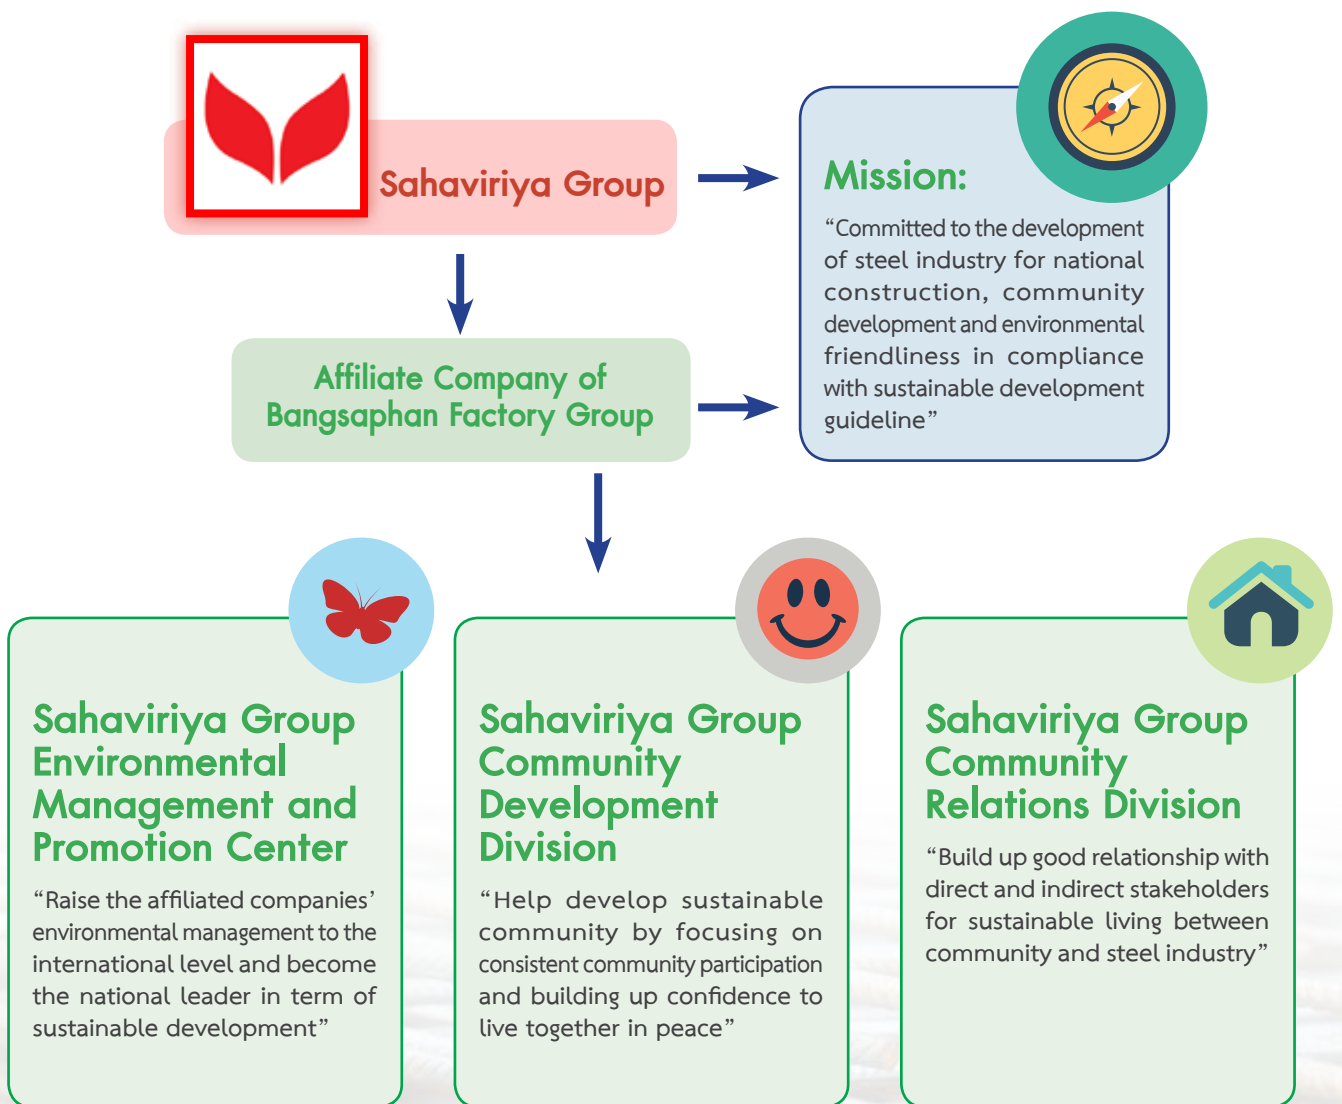 Sahaviriya Group
Mission:
“Committed to the development
of steel industry for national
construction, community
development and environmental
friendliness in compliance
with sustainable development
guideline”
Affiliate Company of
Bangsaphan Factory Group
Sahaviriya Group
Environmental
Management and
Promotion Center
“Raise the affiliated companies’
environmental management to the
international level and become
the national leader in term of
sustainable development”
Sahaviriya Group
Community
Development
Division
“Help develop sustainable
community by focusing on
consistent community participation
and building up confidence to
live together in peace”
Sahaviriya Group
Community
Relations Division
“Build up good relationship with
direct and indirect stakeholders
for sustainable living between
community and steel industry”